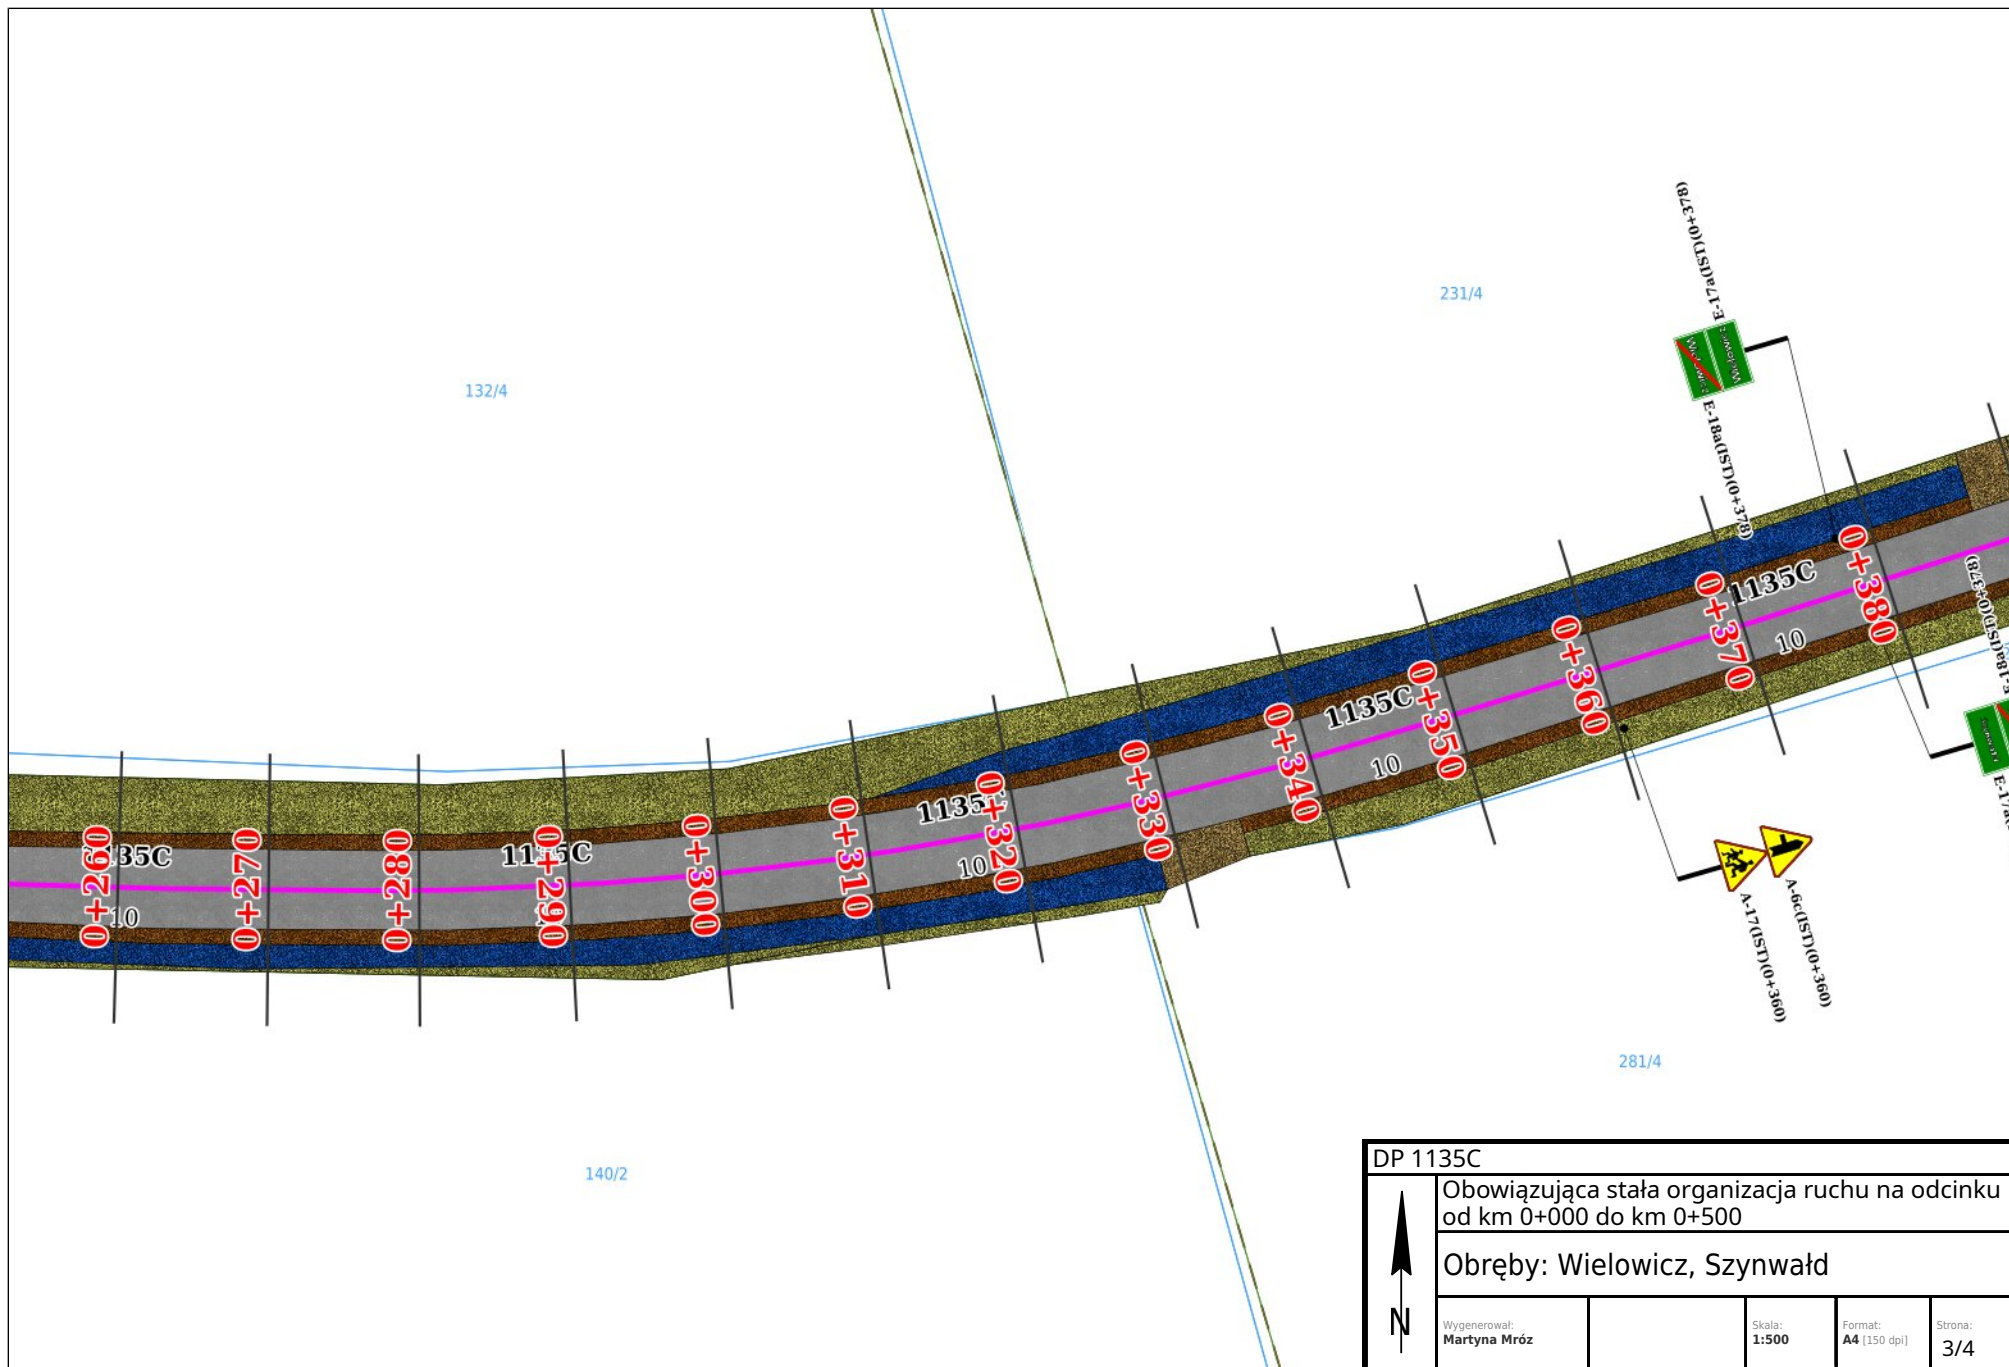 E-17a(IST)(0+378)
231/4
132/4
Wielowicz
Wielowicz
E-18a(IST)(0+378)
0+260
0+270
0+280
0+290
0+300
0+310
0+320
0+330
0+340
0+350
0+360
0+370
0+380
1135C
1135C
1135C
1135C
10
10
10
10
A-17(IST)(0+360)
A-6c(IST)(0+360)
281/4
140/2
DP 1135C
Obowiązująca stała organizacja ruchu na odcinku
od km 0+000 do km 0+500
Obręby: Wielowicz, Szynwałd
N
Wygenerował:
Martyna Mróz
Skala:
1:500
Format:
A4 [150 dpi]
Strona:
3/4